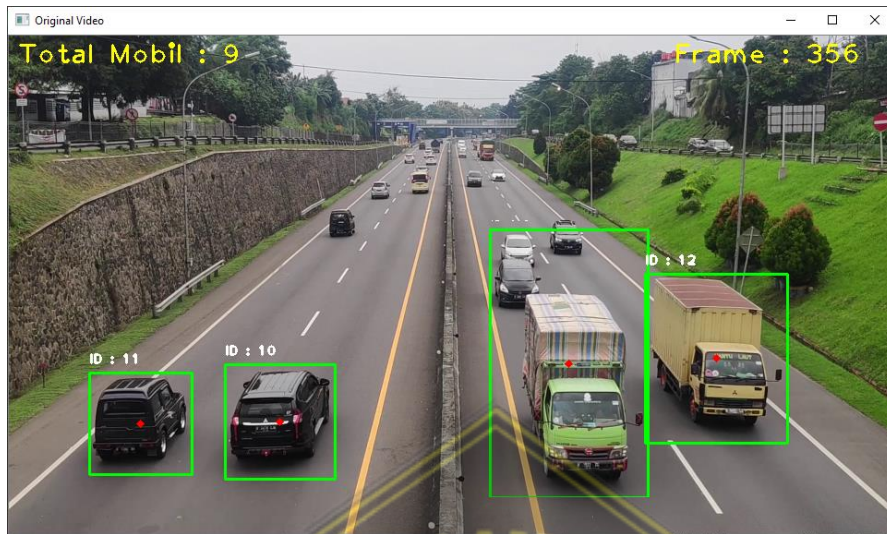 Original Video
Total Mobil : 9
Frame : 356
ID : 12
ID : 11
ID : 10